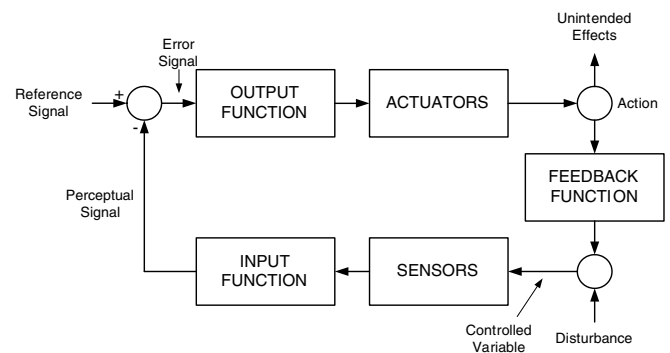 Unintended
Effects
Error
Signal
Reference
Signal
+
-
OUTPUT
FUNCTION
ACTUATORS
Action
FEEDBACK
FUNCTION
Perceptual
Signal
INPUT
FUNCTION
SENSORS
Controlled
Variable
Disturbance